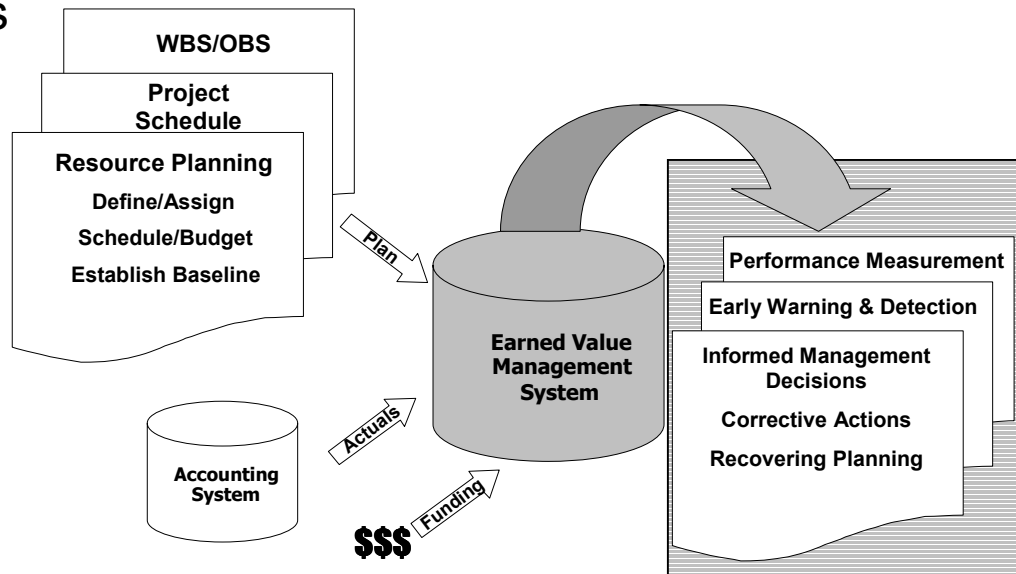 s
WBS/OBS
Project
Schedule
Resource Planning
Define/Assign
Schedule/Budget
Establish Baseline
Plan
Earned Value
Management
System
Accounting
System
Actuals
$$$
Funding
Performance Measurement
Early Warning & Detection
Informed Management
Decisions
Corrective Actions
Recovering Planning